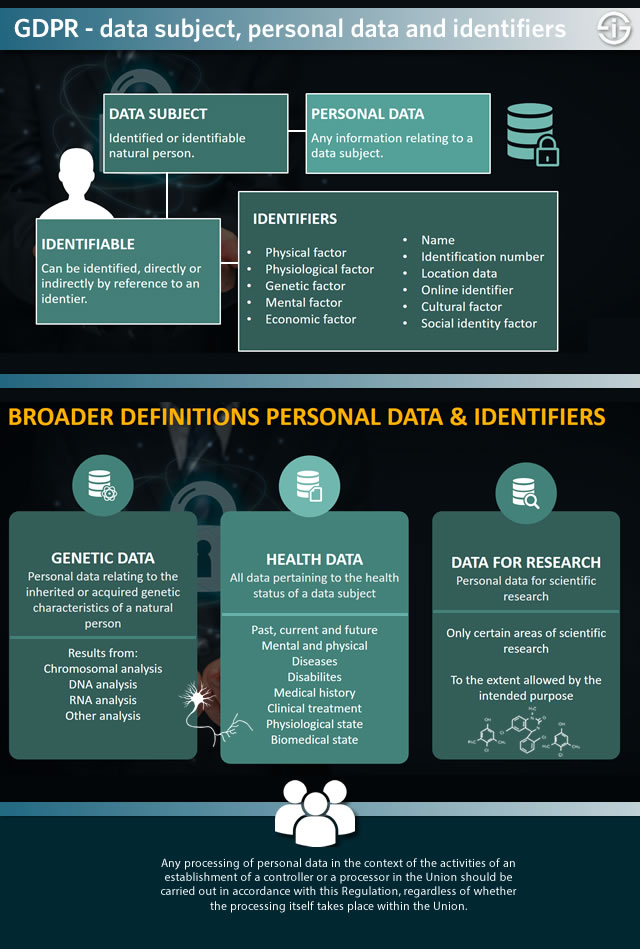 GDPR - data subject, personal data and identifiers
DATA SUBJECT
Identified or identifiable
natural person.
PERSONAL DATA
Any information relating to a
data subject.
IDENTIFIABLE
Can be identified, directly or
indirectly by reference to an
identier.
IDENTIFIERS
• Physical factor
• Physiological factor
• Genetic factor
• Mental factor
• Economic factor
• Name
• Identification number
• Location data
• Online identifier
• Cultural factor
• Social identity factor
BROADER DEFINITIONS PERSONAL DATA & IDENTIFIERS
GENETIC DATA
Personal data relating to the
inherited or acquired genetic
characteristics of a natural
person
Results from:
Chromosomal analysis
DNA analysis
RNA analysis
Other analysis
HEALTH DATA
All data pertaining to the health
status of a data subject
Past, current and future
Mental and physical
Diseases
Disabilites
Medical history
Clinical treatment
Physiological state
Biomedical state
DATA FOR RESEARCH
Personal data for scientific
research
Only certain areas of scientific
research
To the extent allowed by the
intended purpose
Any processing of personal data in the context of the activities of an
establishment of a controller or a processor in the Union should be
carried out in accordance with this Regulation, regardless of whether
the processing itself takes place within the Union.